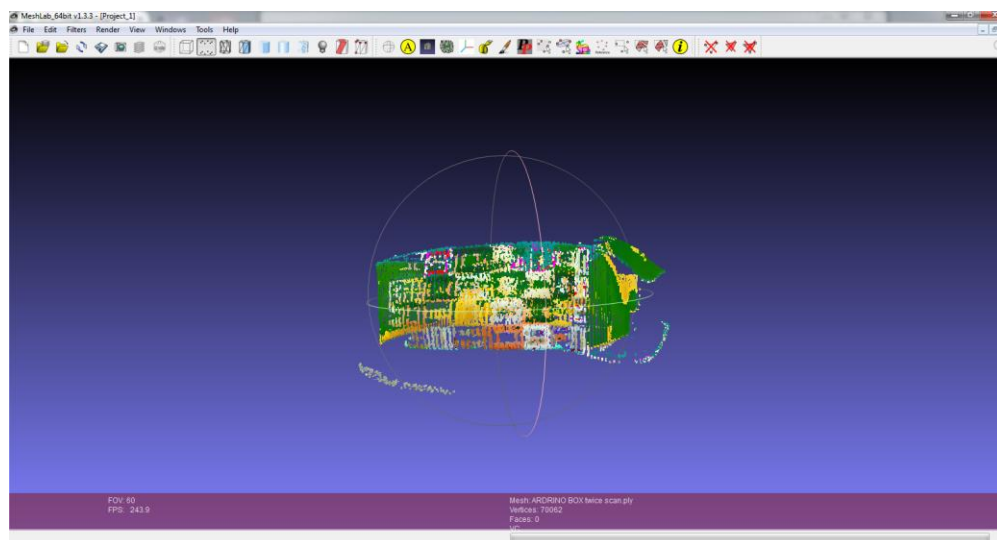 MeshLab_64bit v1.3.3 - [Project_1]
File Edit Filters Render View Windows Tools Help
FOV: 60
FPS: 243.9
Mesh: ARDRINO BOX twice scan.ply
Vertices: 70062
Faces: 0
VC